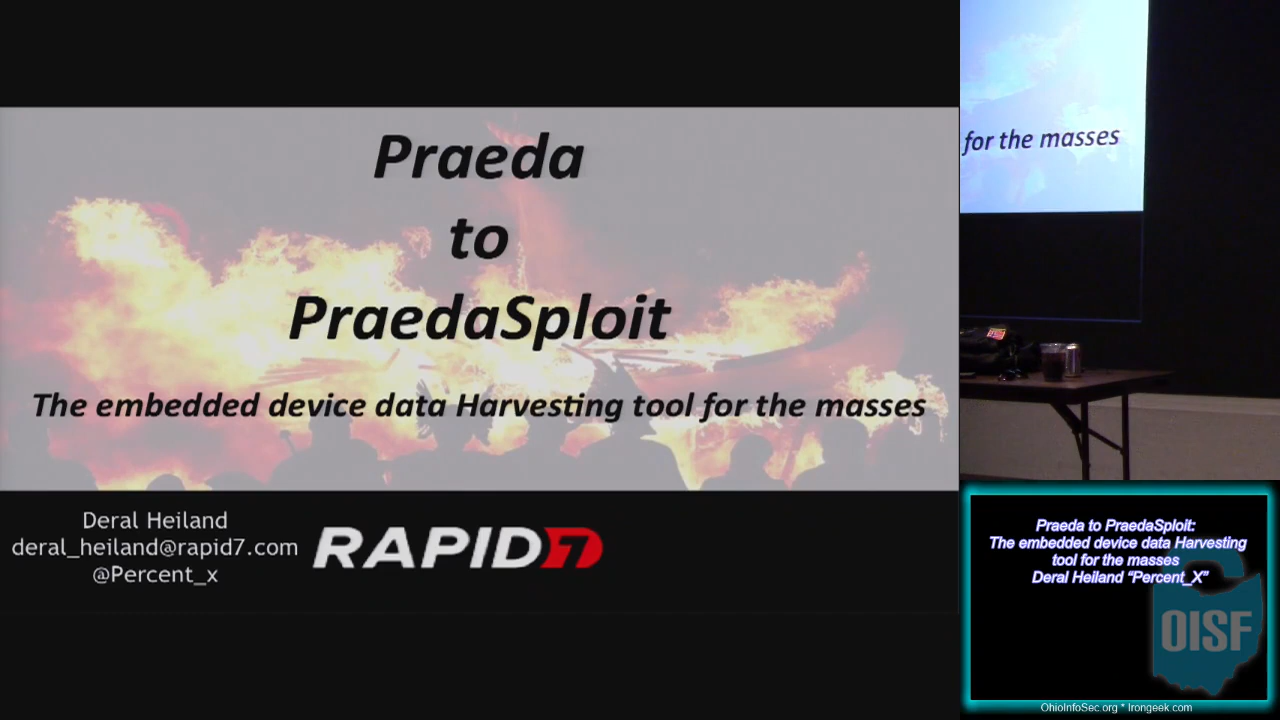 Praeda
to
PraedaSploit
The embedded device data Harvesting tool for the masses
Deral Heiland
deral_heiland@rapid7.com
@Percent_x
RAPID7
for the masses
Praeda to PraedaSploit:
The embedded device data Harvesting
tool for the masses
Deral Heiland “Percent_X”
OISF
OhioInfoSec.org * Irongeek.com